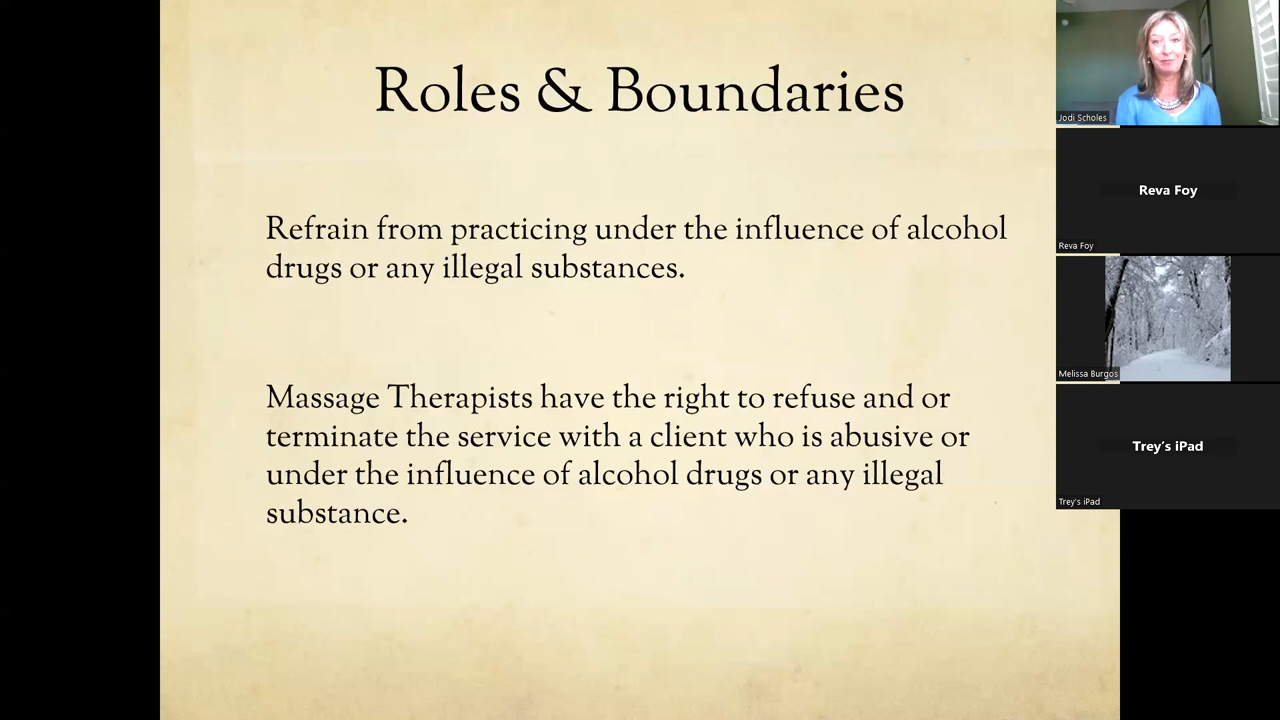 Roles & Boundaries
Refrain from practicing under the influence of alcohol
drugs or any illegal substances.
Massage Therapists have the right to refuse and or
terminate the service with a client who is abusive or
under the influence of alcohol drugs or any illegal
substance.
Jodi Scholes
Reva Foy
Reva Foy
Melissa Burgos
Trey's iPad
Trey's iPad